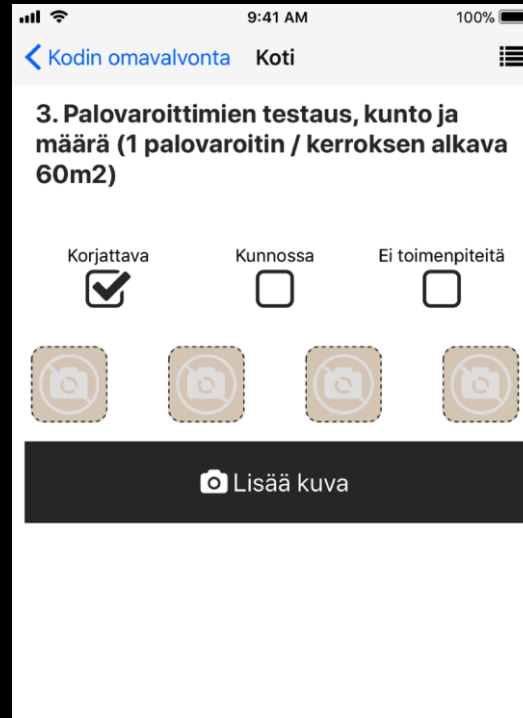 9:41 AM 100%
Kodin omavalvonta Koti
3. Palovaroittimien testaus, kunto ja
määrä (1 palovaroitin / kerroksen alkava
60m2)
Korjattava Kunnossa Ei toimenpiteitä
Lisää kuva